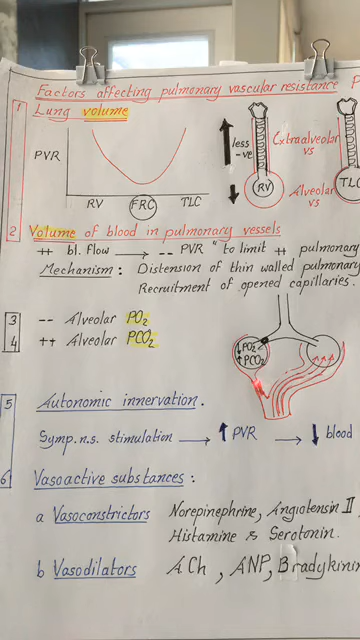 Factors affecting pulmonary vascular resistance P
1 Lung volume
PVR
RV FRC TLC
less -ve
Extraalveolar vs
RV
Alveolar vs
TLC
2 Volume of blood in pulmonary vessels
++ bl. flow → -- PVR " to limit ++ pulmonary
Mechanism : Distension of thin walled pulmonary
Recruitment of opened capillaries.
3 -- Alveolar PO₂
4 ++ Alveolar PCO₂
↓ PO₂
↑ PCO₂
5 Autonomic innervation.
Symp. n.s. stimulation → ↑ PVR → ↓ blood
6 Vasoactive substances :
a Vasoconstrictors Norepinephrine, Angiotensin II,
Histamine & Serotonin.
b Vasodilators ACh, ANP, Bradykinin